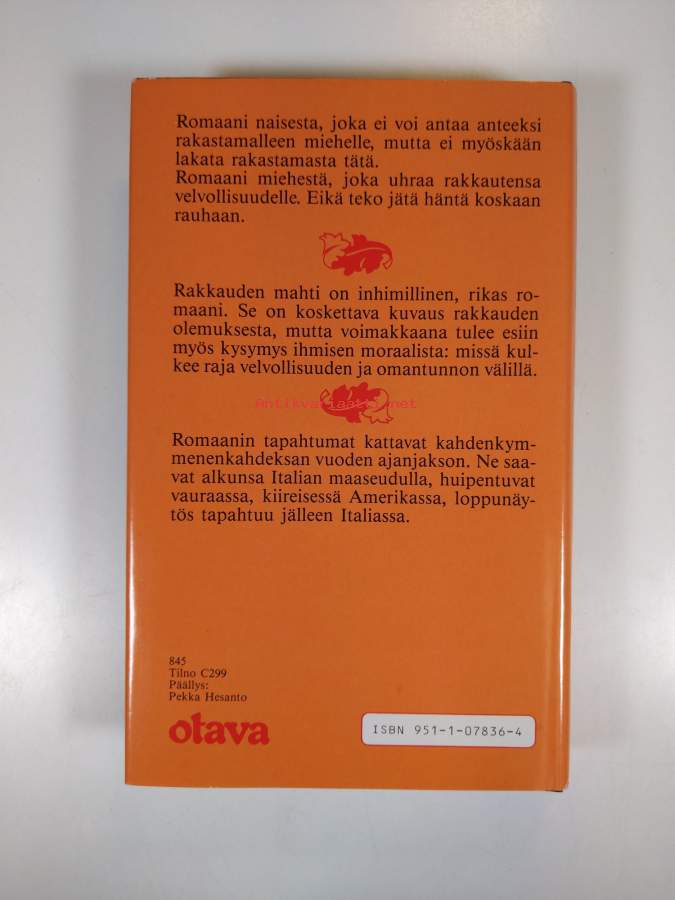 Romaani naisesta, joka ei voi antaa anteeksi
rakastamalleen miehelle, mutta ei myöskään
lakata rakastamasta tätä.
Romaani miehestä, joka uhraa rakkautensa
velvollisuudelle. Eikä teko jätä häntä koskaan
rauhaan.
Rakkauden mahti on inhimillinen, rikas ro-
maani. Se on koskettava kuvaus rakkauden
olemuksesta, mutta voimakkaana tulee esiin
myös kysymys ihmisen moraalista: missä kul-
kee raja velvollisuuden ja omantunnon välillä.
Antikvariaatti.net
Romaanin tapahtumat kattavat kahdenkym-
menenkahdeksan vuoden ajanjakson. Ne saa-
vat alkunsa Italian maaseudulla, huipentuvat
vauraassa, kiireisessä Amerikassa, loppunäy-
tös tapahtuu jälleen Italiassa.
845
Tilno C299
Päällys:
Pekka Hesanto
otava
ISBN 951-1-07836-4